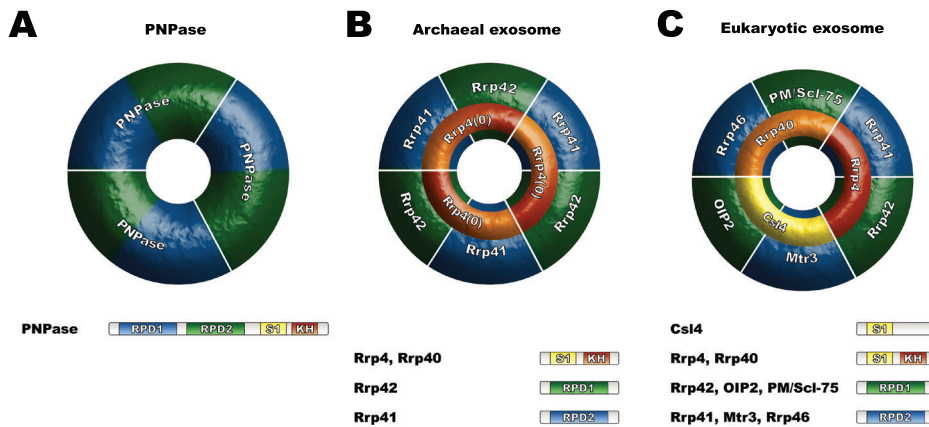 A
PNPase
B
Archaeal exosome
C
Eukaryotic exosome
PNPase
PNPase
PNPase
Rrp42
Rrp41
Rrp41
Rrp4(0)
Rrp4(0)
Rrp4(0)
Rrp42
Rrp42
Rrp41
PM/Scl-75
Rrp46
Rrp41
Rrp40
Rrp4
Csl4
OIP2
Rrp42
Mtr3
PNPase RPD1 RPD2 S1 KH
Rrp4, Rrp40 S1 KH
Rrp42 RPD1
Rrp41 RPD2
Csl4 S1
Rrp4, Rrp40 S1 KH
Rrp42, OIP2, PM/Scl-75 RPD1
Rrp41, Mtr3, Rrp46 RPD2